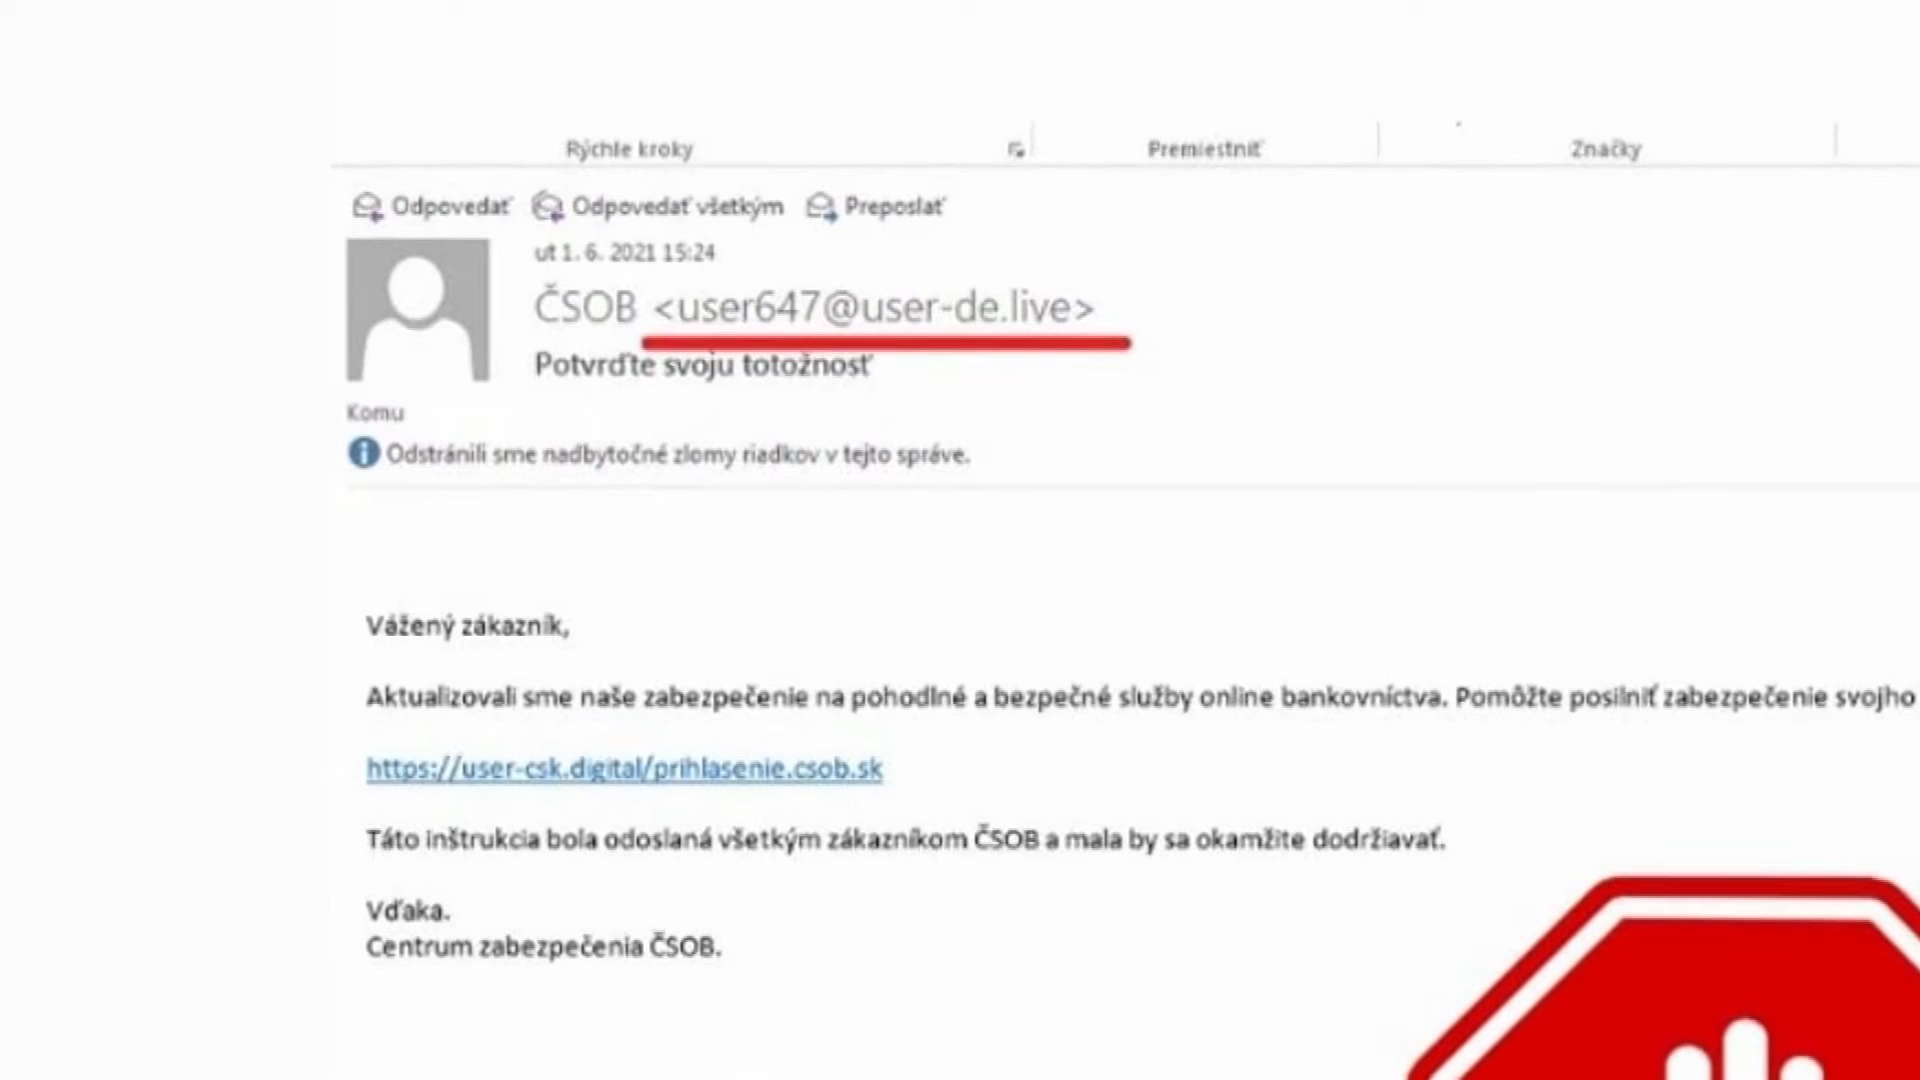 Rýchle kroky
Premiestniť
Značky
Odpovedať
Odpovedať všetkým
Preposlať
ut 1. 6. 2021 15:24
ČSOB <user647@user-de.live>
Potvrďte svoju totožnosť
Komu
Odstránili sme nadbytočné zlomy riadkov v tejto správe.
Vážený zákazník,
Aktualizovali sme naše zabezpečenie na pohodlné a bezpečné služby online bankovníctva. Pomôžte posilniť zabezpečenie svojho
https://user-csk.digital/prihlasenie.csob.sk
Táto inštrukcia bola odoslaná všetkým zákazníkom ČSOB a mala by sa okamžite dodržiavať.
Vďaka.
Centrum zabezpečenia ČSOB.